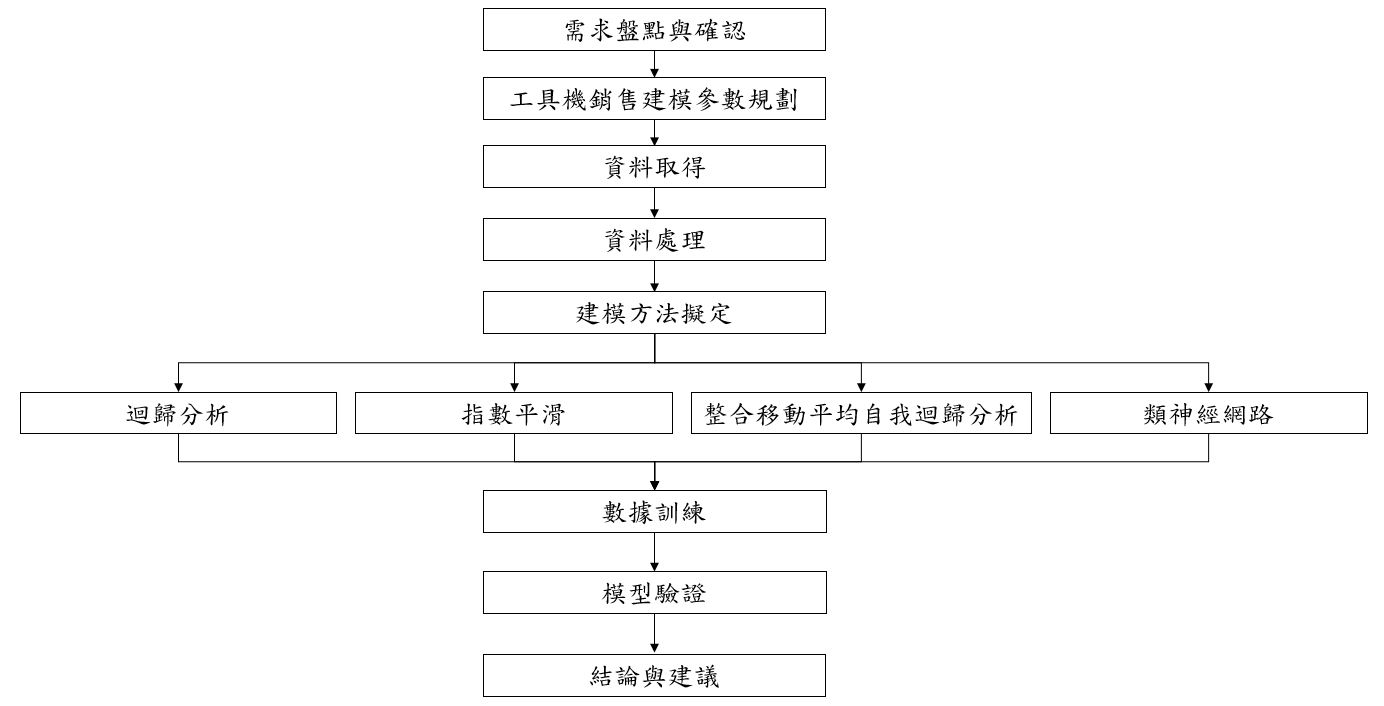 需求盤點與確認
工具機銷售建模參數規劃
資料取得
資料處理
建模方法擬定
迴歸分析
指數平滑
整合移動平均自我迴歸分析
類神經網路
數據訓練
模型驗證
結論與建議